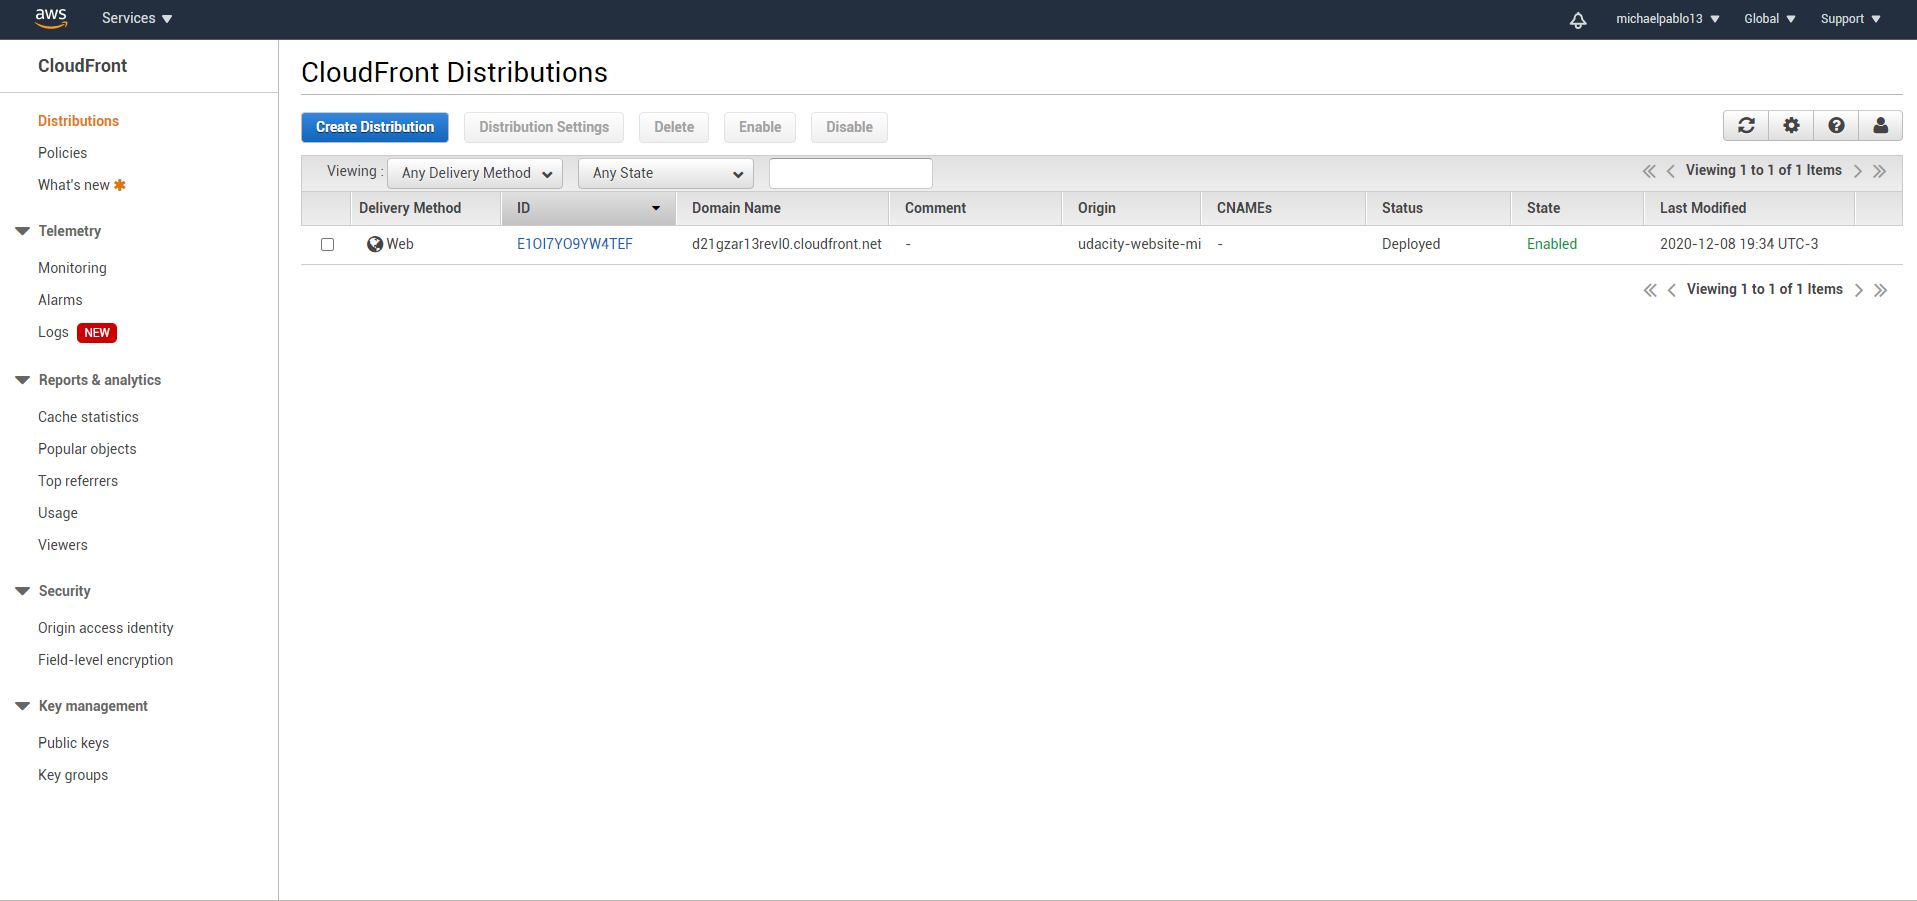 aws Services michaelpablo13 Global Support
CloudFront
Distributions
Policies
What's new
Telemetry
Monitoring
Alarms
Logs NEW
Reports & analytics
Cache statistics
Popular objects
Top referrers
Usage
Viewers
Security
Origin access identity
Field-level encryption
Key management
Public keys
Key groups
CloudFront Distributions
Create Distribution Distribution Settings Delete Enable Disable
Viewing : Any Delivery Method Any State Viewing 1 to 1 of 1 Items
Delivery Method ID Domain Name Comment Origin CNAMEs Status State Last Modified
Web E1OI7YO9YW4TEF d21gzar13revl0.cloudfront.net - udacity-website-mi - Deployed Enabled 2020-12-08 19:34 UTC-3
Viewing 1 to 1 of 1 Items